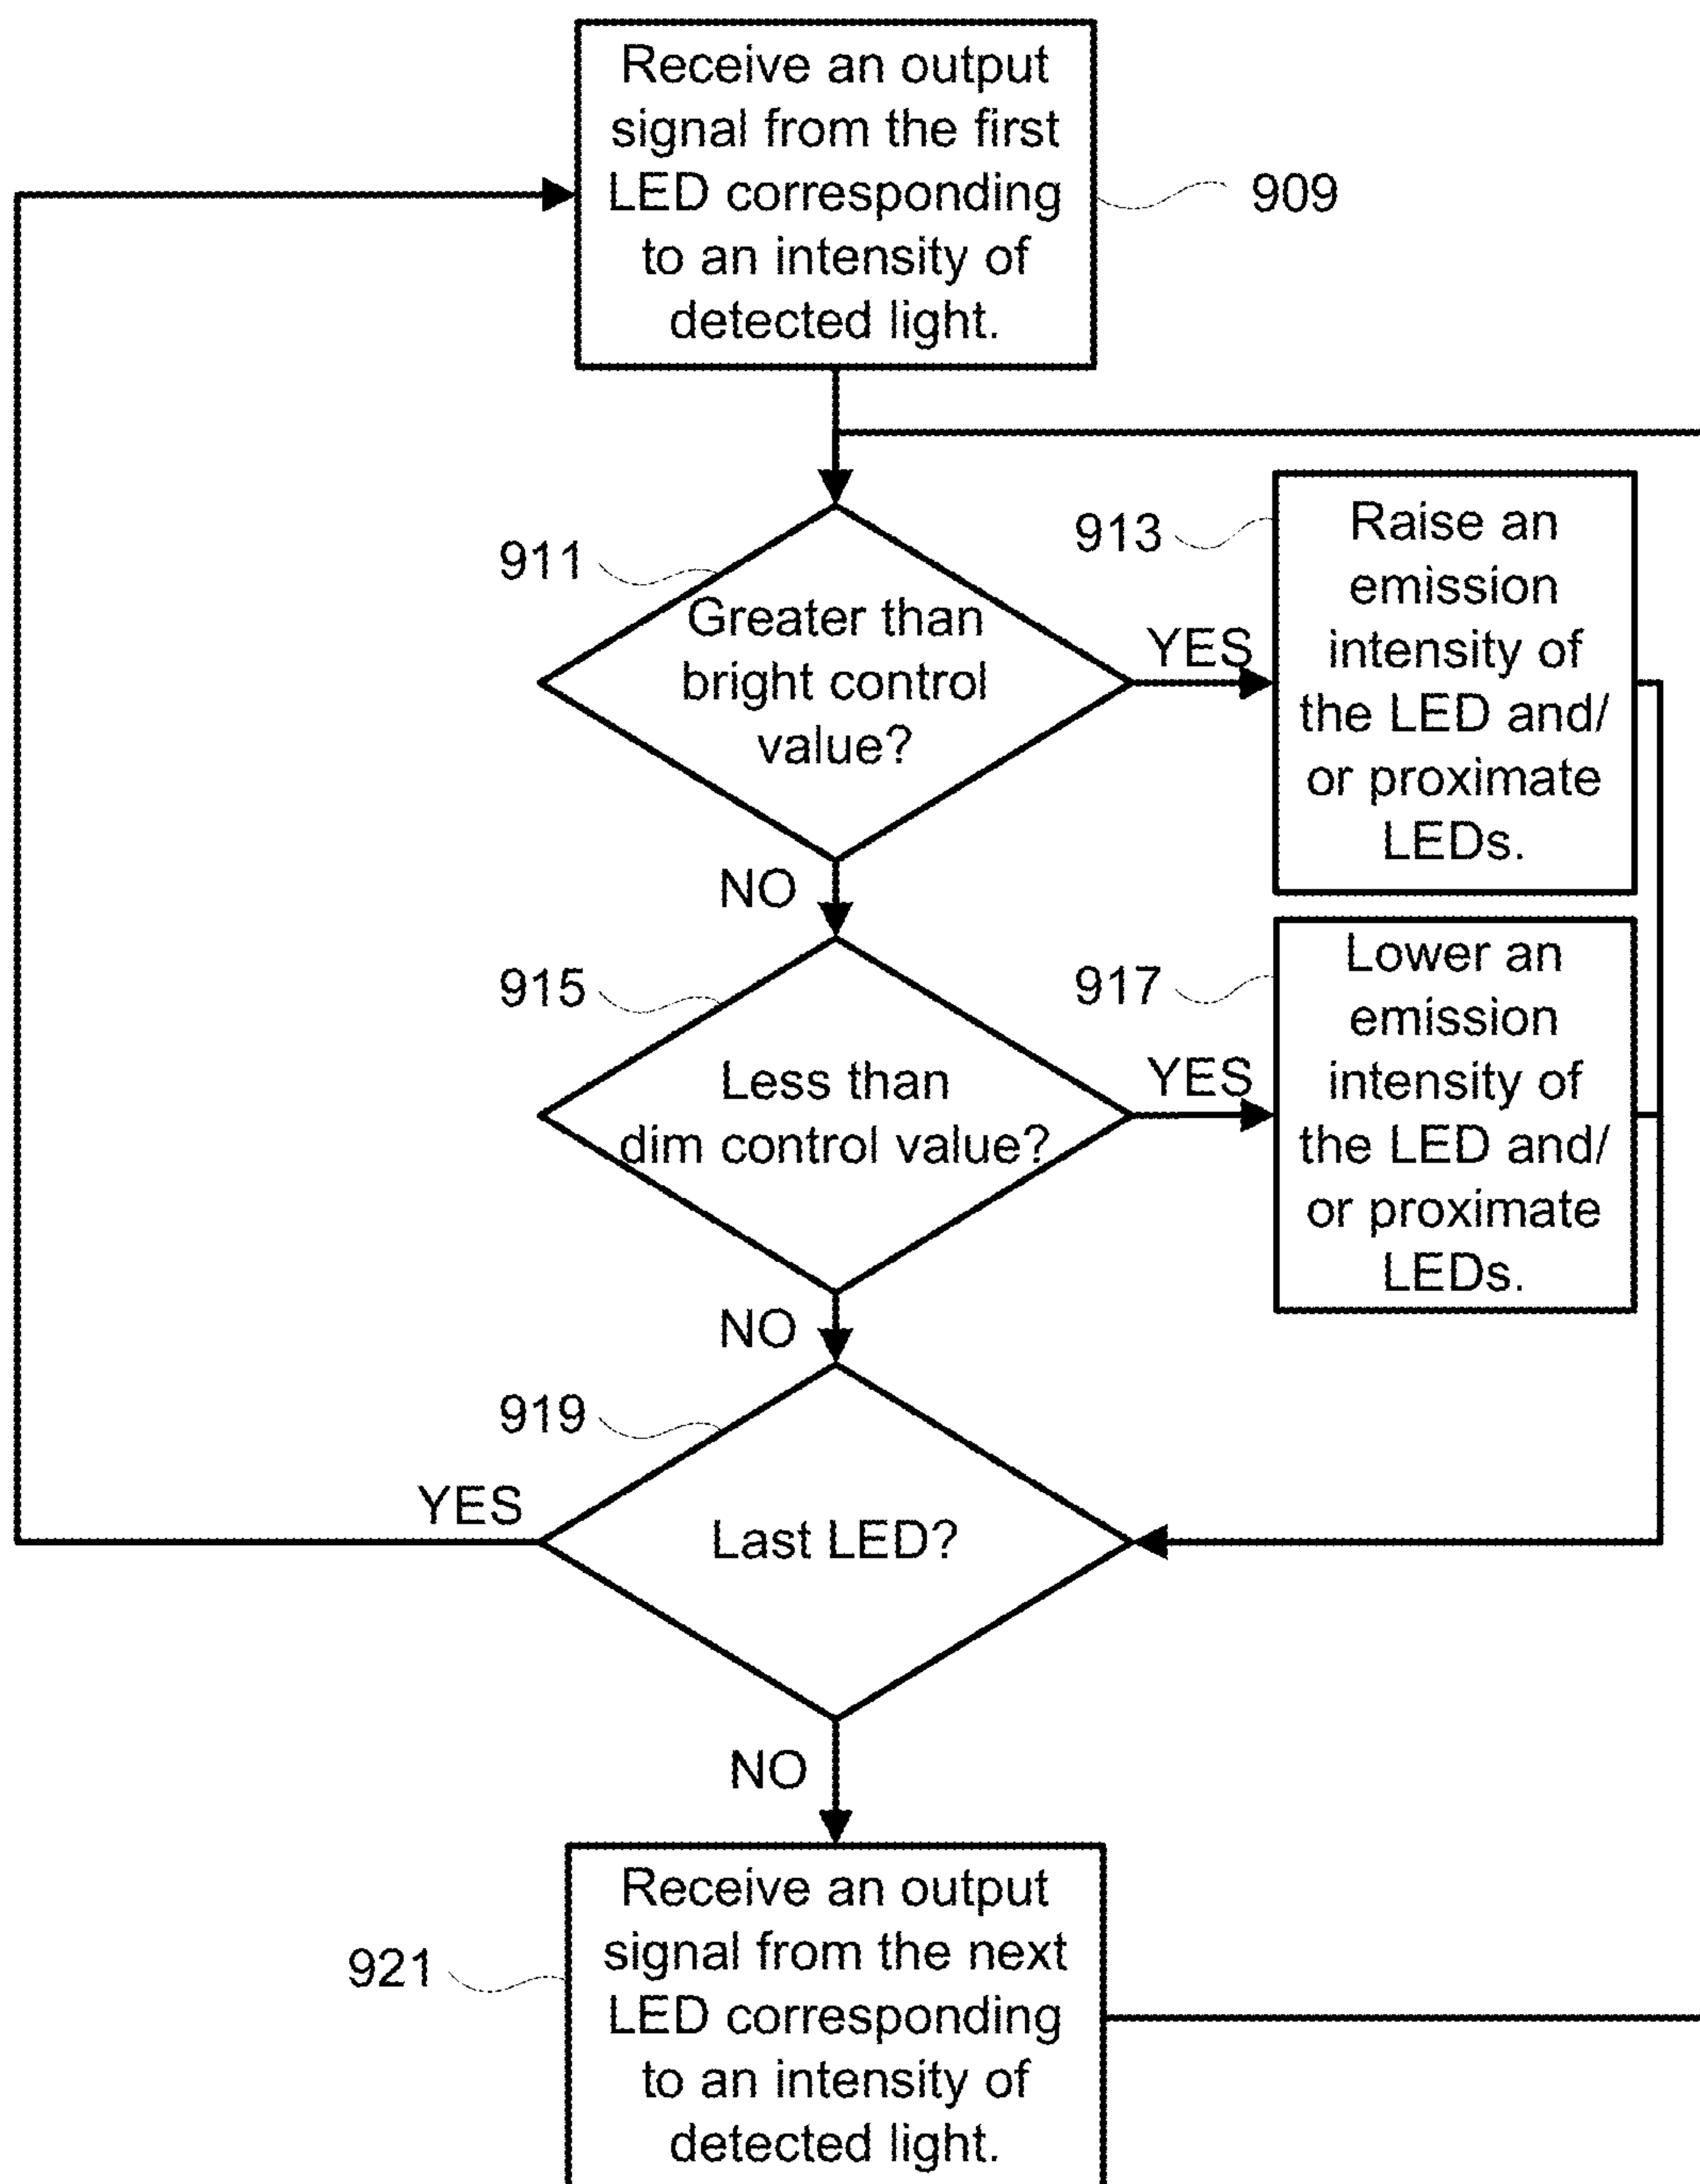 Receive an output
signal from the first
LED corresponding
to an intensity of
detected light.
909
911
Greater than
bright control
value?
YES
913
Raise an
emission
intensity of
the LED and/
or proximate
LEDs.
NO
915
Less than
dim control value?
YES
917
Lower an
emission
intensity of
the LED and/
or proximate
LEDs.
NO
919
YES
Last LED?
NO
921
Receive an output
signal from the next
LED corresponding
to an intensity of
detected light.